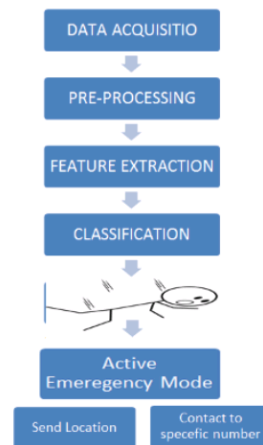 DATA ACQUISITIO
PRE-PROCESSING
FEATURE EXTRACTION
CLASSIFICATION
Active
Emeregency Mode
Send Location
Contact to
specefic number